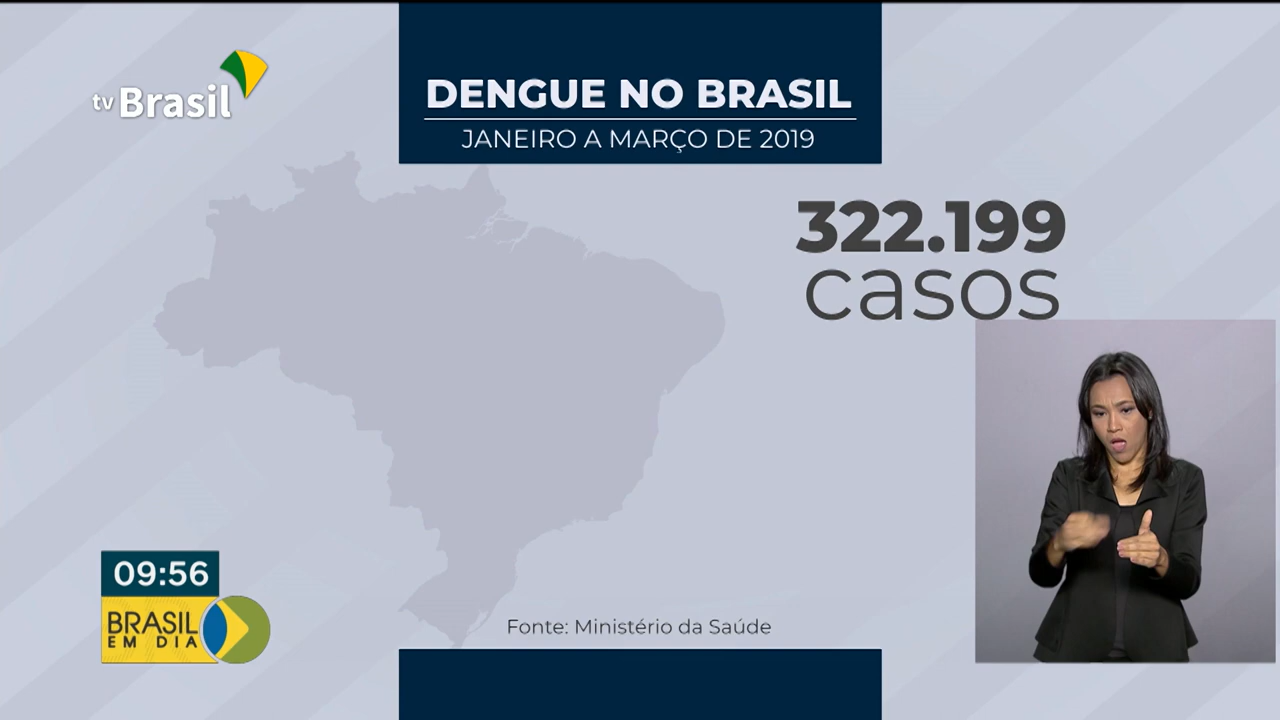 tv Brasil
DENGUE NO BRASIL
JANEIRO A MARÇO DE 2019
322.199
casos
09:56
BRASIL
EM DIA
Fonte: Ministério da Saúde